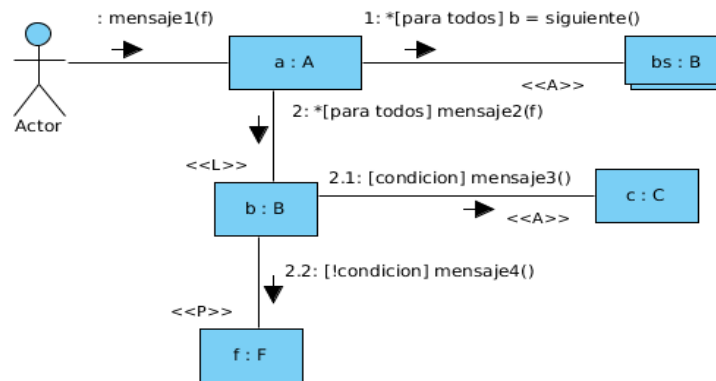 : mensaje1(f)
1: *[para todos] b = siguiente()
a : A
bs : B
<<A>>
Actor
2: *[para todos] mensaje2(f)
<<L>>
2.1: [condicion] mensaje3()
b : B
c : C
<<A>>
2.2: [!condicion] mensaje4()
<<P>>
f : F